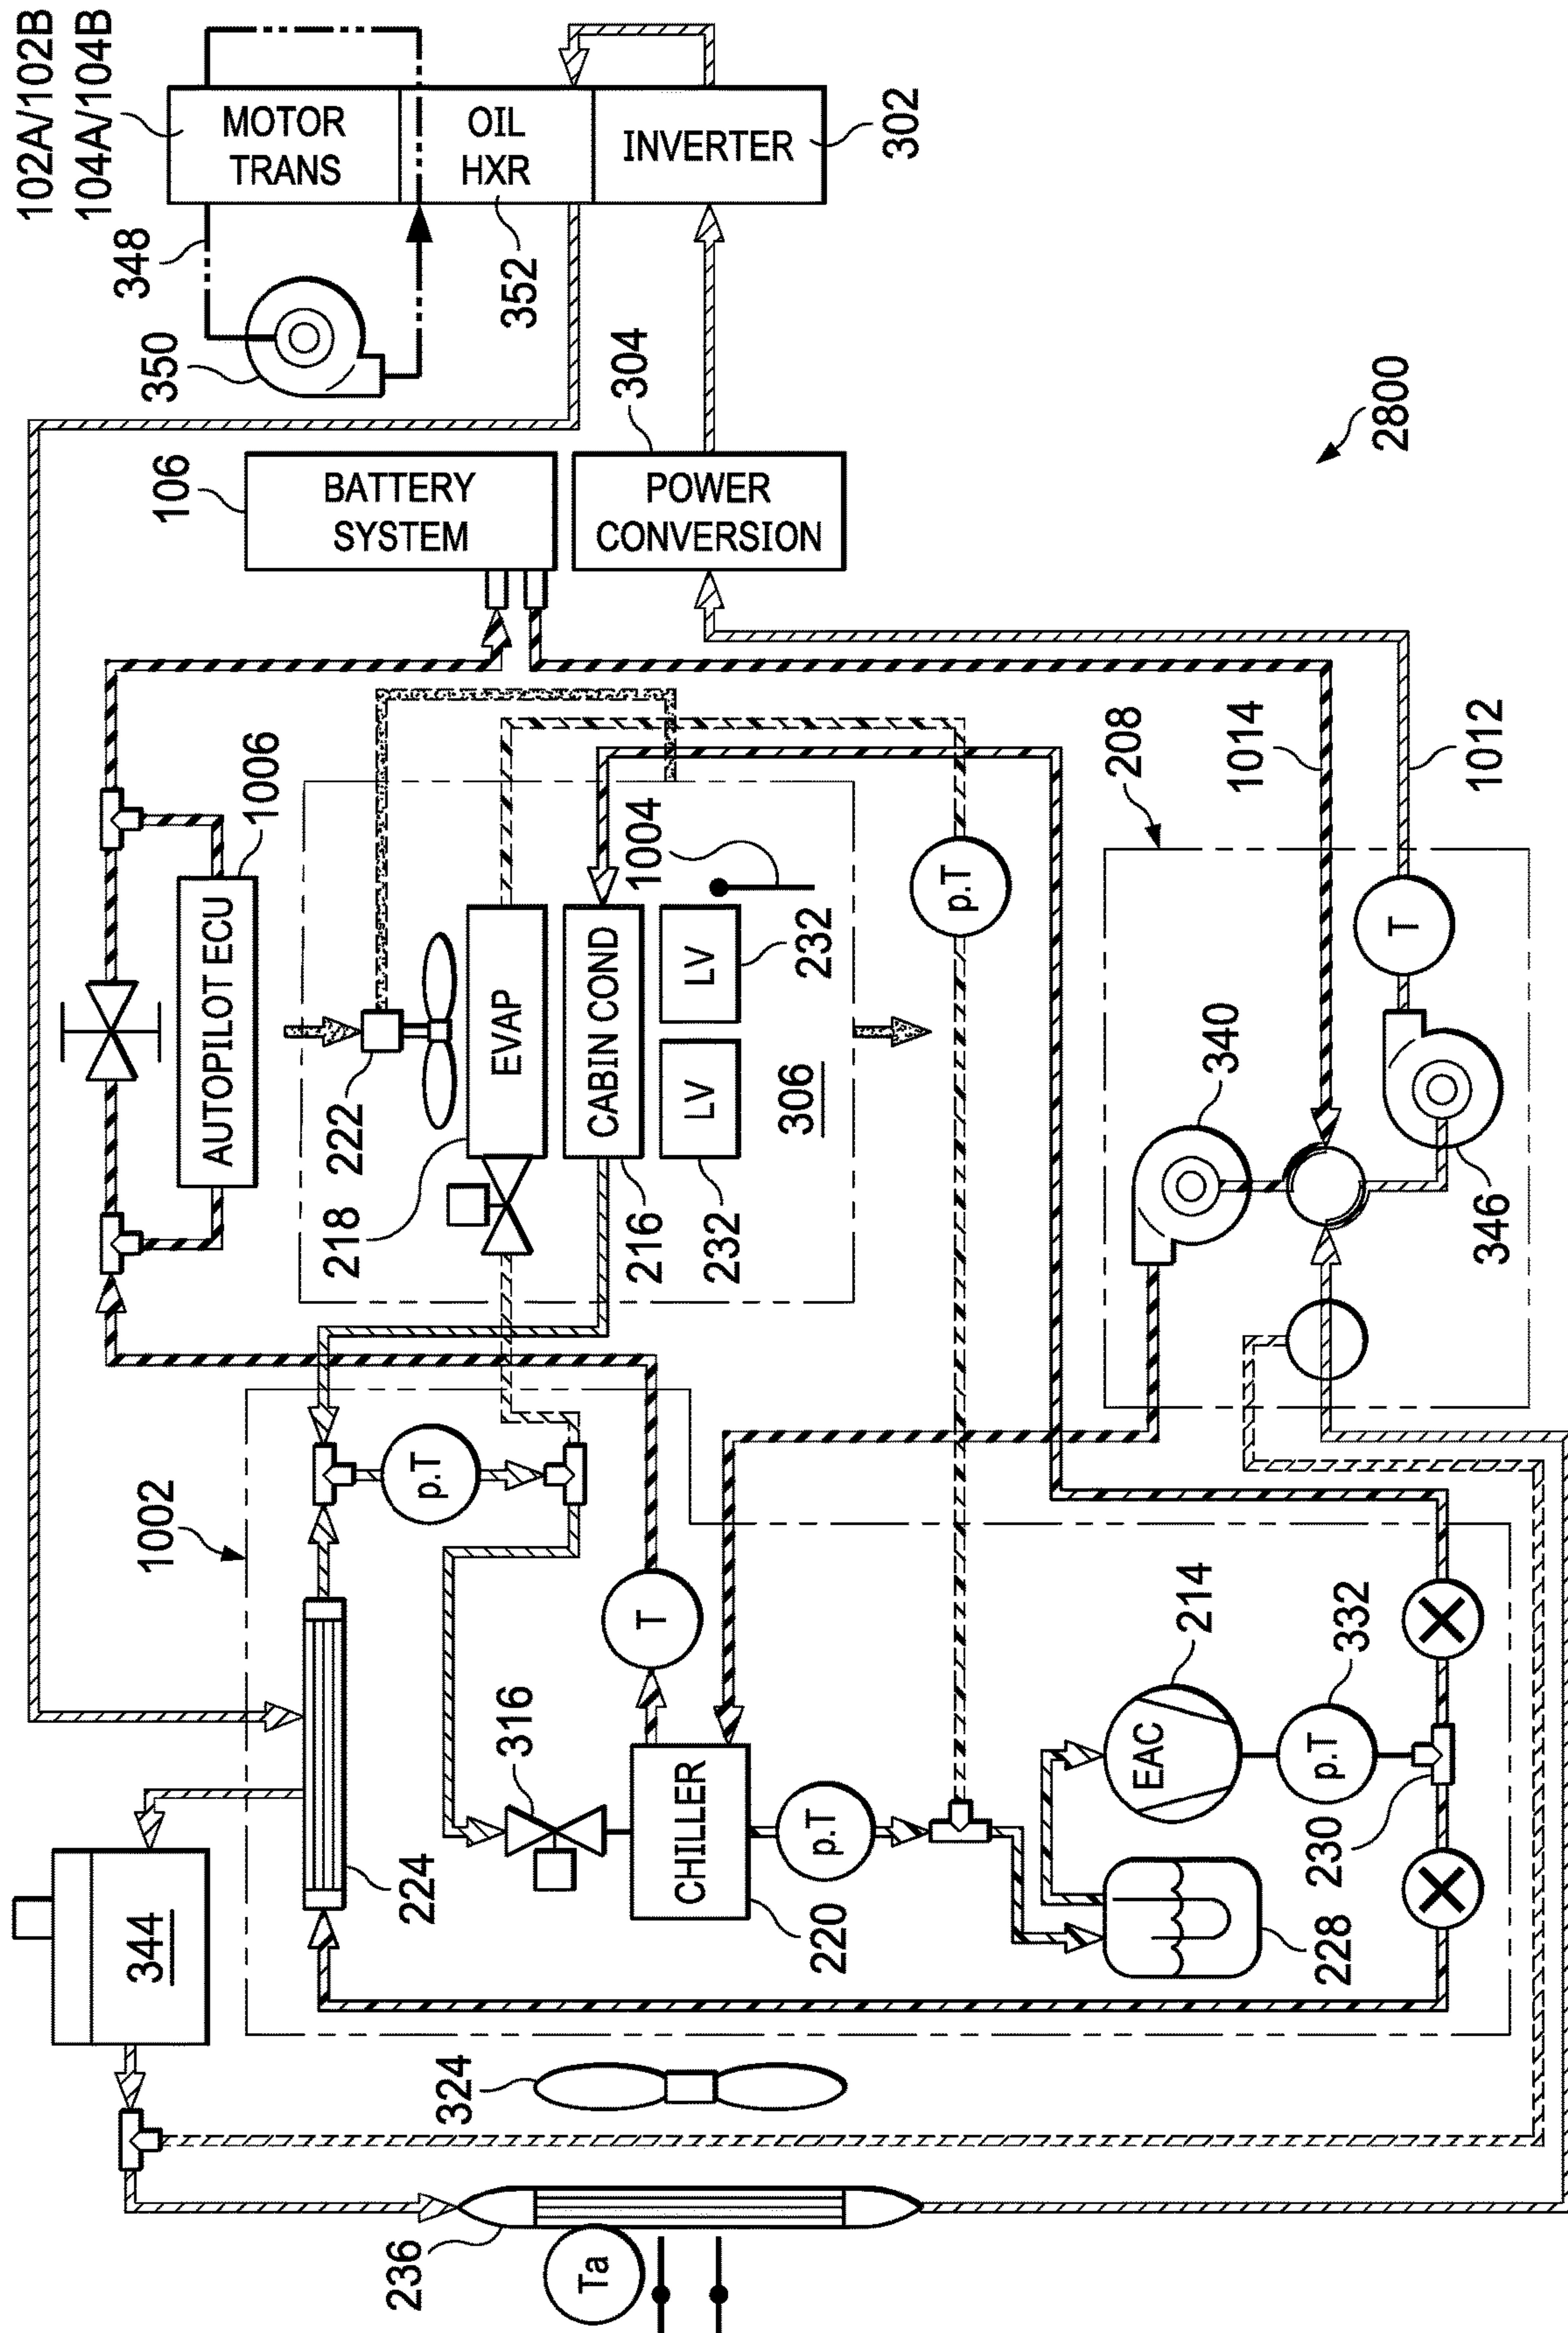 102A/102B
104A/104B
MOTOR
TRANS
OIL
HXR
INVERTER
302
348
350
352
304
106
BATTERY
SYSTEM
POWER
CONVERSION
2800
1006
AUTOPILOT ECU
222
EVAP
218
CABIN COND
216
LV
232
LV
232
1004
306
p.T
1014
1012
208
T
340
346
1002
p.T
T
316
224
CHILLER
220
p.T
EAC
214
p.T
332
230
228
344
324
236
Ta